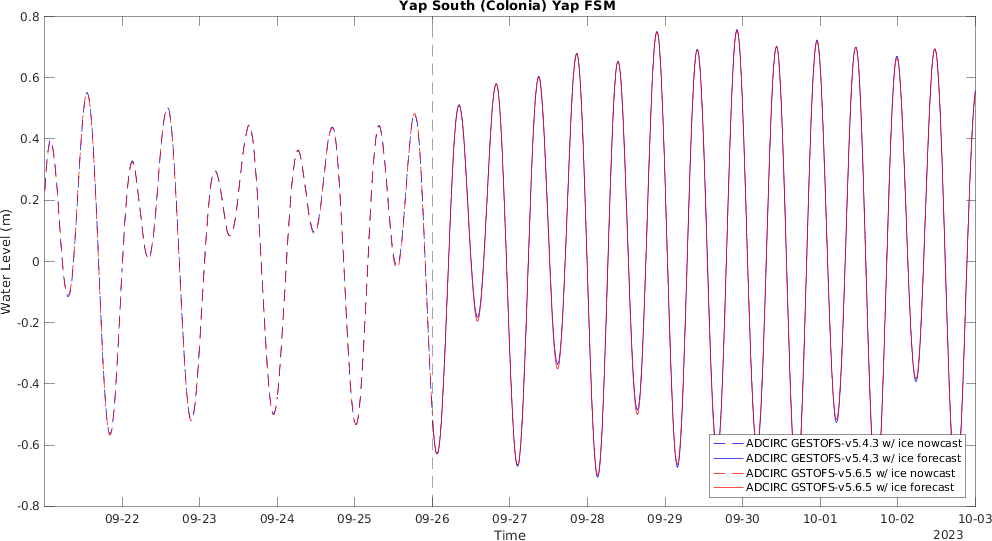 Yap South (Colonia) Yap FSM
0.8
0.6
0.4
0.2
0
-0.2
-0.4
-0.6
-0.8
Water Level (m)
ADCIRC GESTOFS-v5.4.3 w/ ice nowcast
ADCIRC GESTOFS-v5.4.3 w/ ice forecast
ADCIRC GSTOFS-v5.6.5 w/ ice nowcast
ADCIRC GSTOFS-v5.6.5 w/ ice forecast
09-22 09-23 09-24 09-25 09-26 09-27 09-28 09-29 09-30 10-01 10-02 10-03
Time
2023